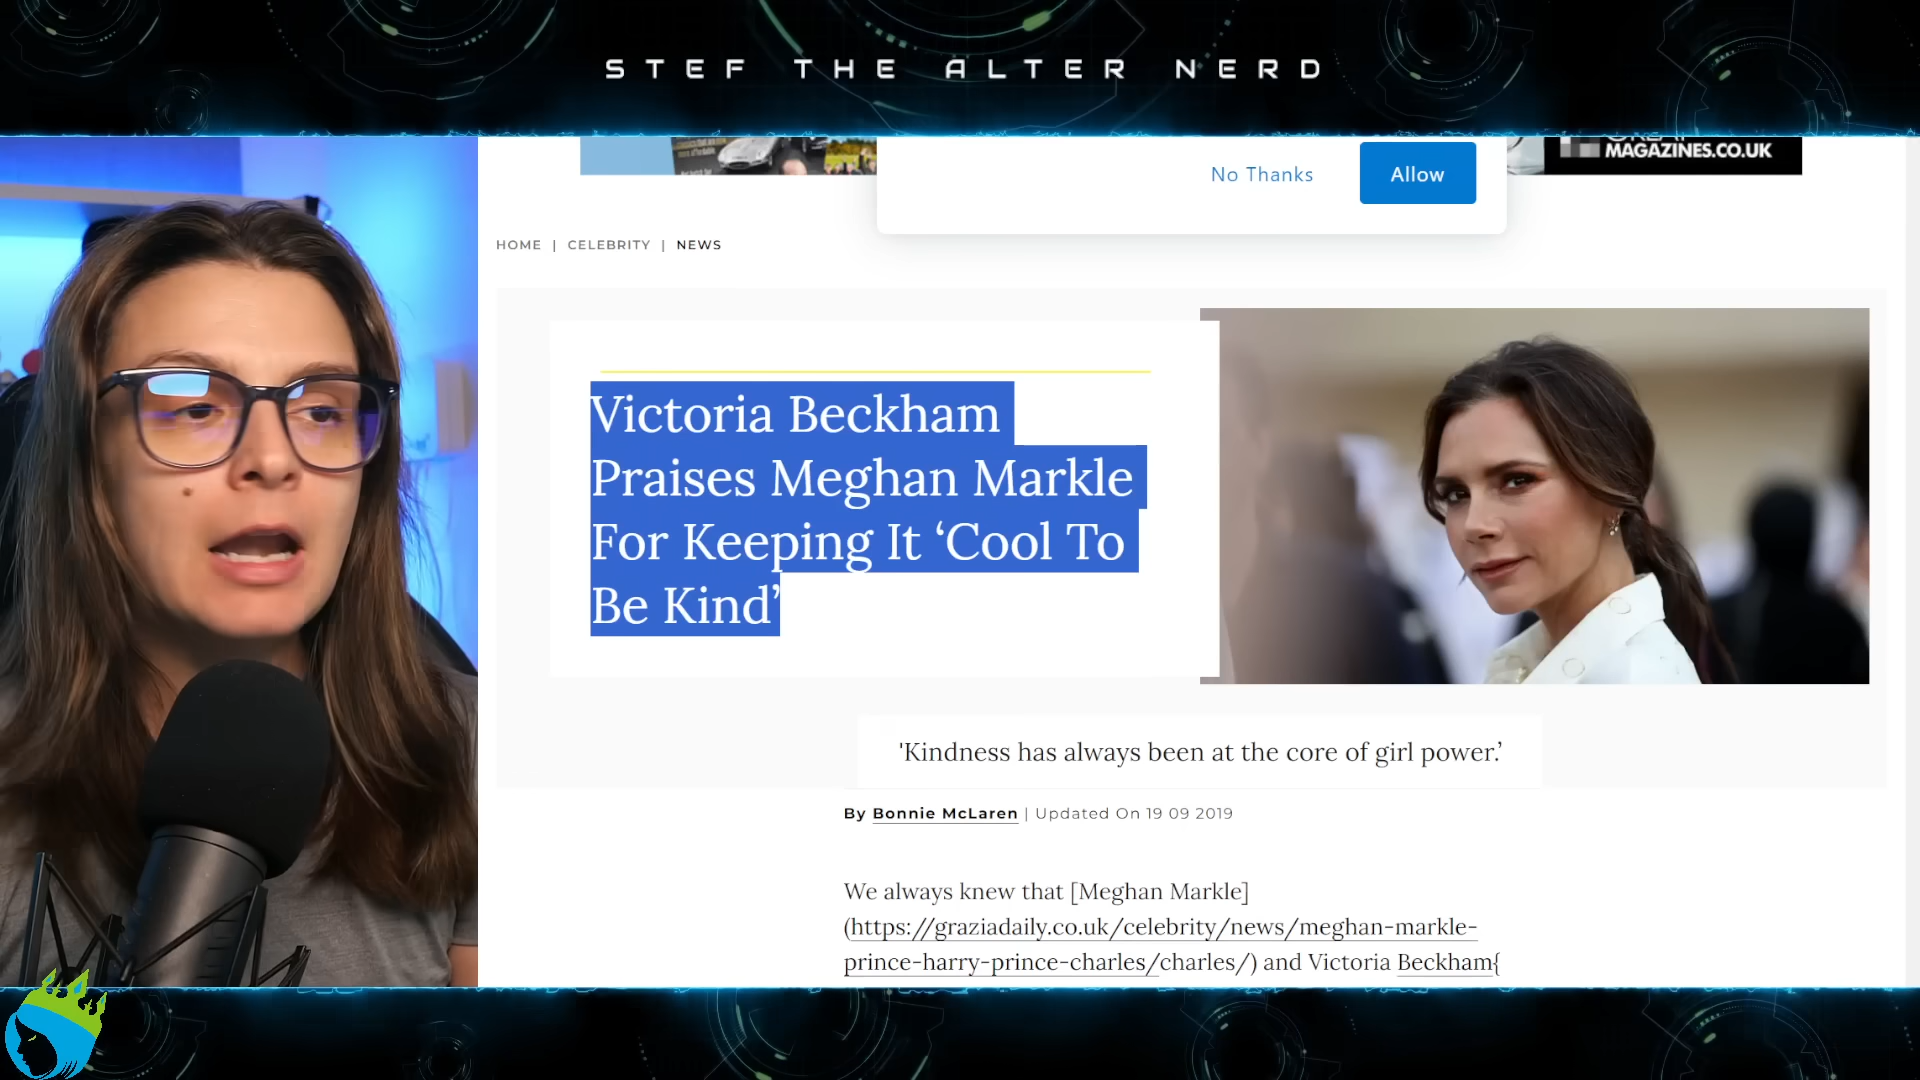 STEF THE ALTER NERD
MAGAZINES.CO.UK
No Thanks
Allow
HOME | CELEBRITY | NEWS
Victoria Beckham
Praises Meghan Markle
For Keeping It ‘Cool To
Be Kind’
'Kindness has always been at the core of girl power.’
By Bonnie McLaren | Updated On 19 09 2019
We always knew that [Meghan Markle]
(https://graziadaily.co.uk/celebrity/news/meghan-markle-
prince-harry-prince-charles/charles/) and Victoria Beckham{